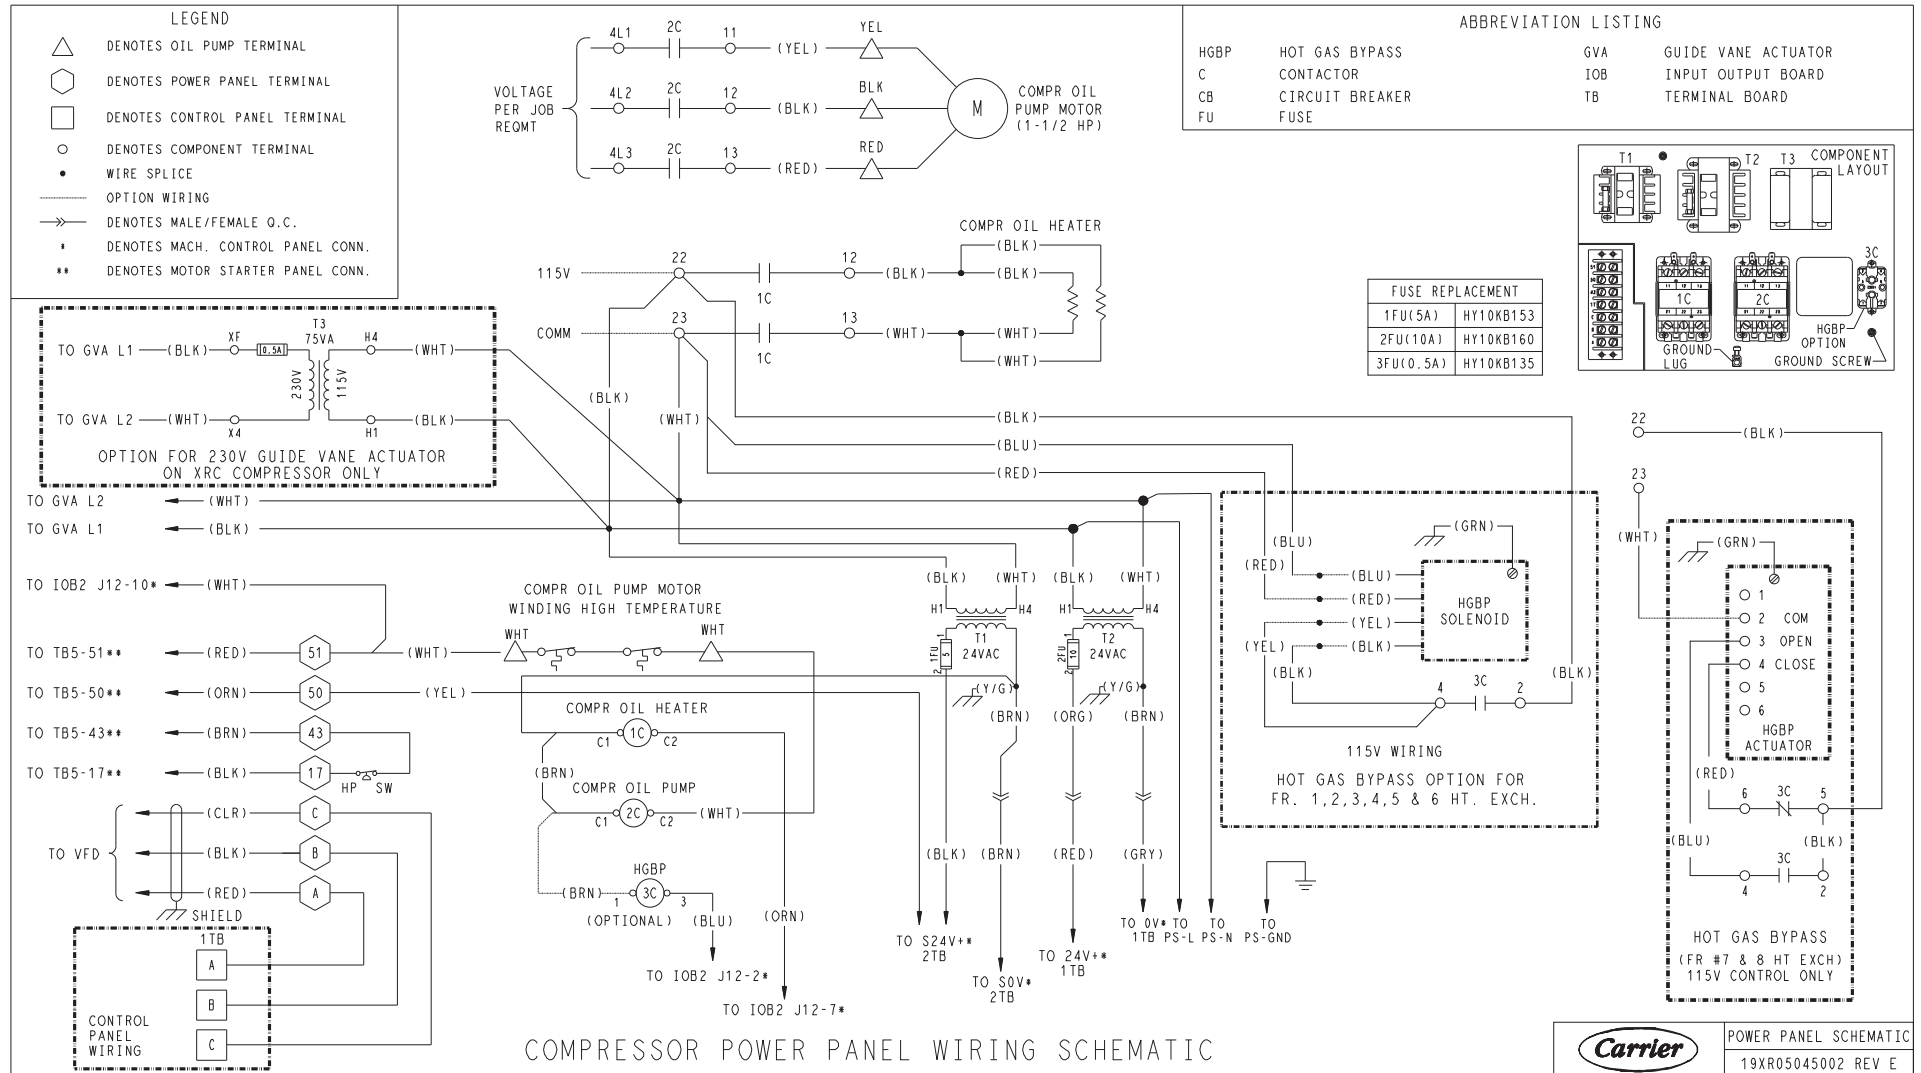 LEGEND
DENOTES OIL PUMP TERMINAL
DENOTES POWER PANEL TERMINAL
DENOTES CONTROL PANEL TERMINAL
DENOTES COMPONENT TERMINAL
WIRE SPLICE
OPTION WIRING
DENOTES MALE/FEMALE Q.C.
* DENOTES MACH. CONTROL PANEL CONN.
** DENOTES MOTOR STARTER PANEL CONN.
VOLTAGE
PER JOB
REQMT
4L1 2C 11 (YEL) YEL
4L2 2C 12 (BLK) BLK
4L3 2C 13 (RED) RED
M
COMPR OIL
PUMP MOTOR
(1-1/2 HP)
ABBREVIATION LISTING
HGBP HOT GAS BYPASS GVA GUIDE VANE ACTUATOR
C CONTACTOR IOB INPUT OUTPUT BOARD
CB CIRCUIT BREAKER TB TERMINAL BOARD
FU FUSE
COMPONENT
LAYOUT
T1 T2 T3
1C 2C 3C
HGBP
OPTION
GROUND
LUG
GROUND SCREW
FUSE REPLACEMENT
1FU(5A) HY10KB153
2FU(10A) HY10KB160
3FU(0.5A) HY10KB135
COMPR OIL HEATER
(BLK)
115V 22 1C 12 (BLK) (BLK)
COMM 23 1C 13 (WHT) (WHT)
(WHT)
T3
75VA
TO GVA L1 (BLK) XF 0.5A H4 (WHT)
230V 115V
TO GVA L2 (WHT) X4 H1 (BLK)
OPTION FOR 230V GUIDE VANE ACTUATOR
ON XRC COMPRESSOR ONLY
(BLK)
(WHT)
(BLK)
(BLU)
(RED)
TO GVA L2 (WHT)
TO GVA L1 (BLK)
TO IOB2 J12-10* (WHT)
TO TB5-51** (RED) 51 (WHT)
TO TB5-50** (ORN) 50 (YEL)
TO TB5-43** (BRN) 43
TO TB5-17** (BLK) 17 HP SW
TO VFD
(CLR) C
(BLK) B
(RED) A
SHIELD
1TB
A
B
C
CONTROL
PANEL
WIRING
COMPR OIL PUMP MOTOR
WINDING HIGH TEMPERATURE
WHT WHT
COMPR OIL HEATER
C1 1C C2
(BRN)
COMPR OIL PUMP
C1 2C C2 (WHT)
HGBP
(BRN) 1 3C 3
(OPTIONAL) (BLU)
(ORN)
TO IOB2 J12-2*
TO IOB2 J12-7*
(BLK) (WHT) (BLK) (WHT)
H1 H4 H1 H4
T1
24VAC
T2
24VAC
1 1FU 5 2
1 2FU 10 2
(Y/G) (Y/G)
(BRN) (ORG) (BRN)
(BLK) (BRN) (RED) (GRY)
TO S24V+*
2TB
TO S0V*
2TB
TO 24V+*
1TB
TO 0V*
1TB
TO
PS-L
TO
PS-N
TO
PS-GND
(GRN)
(BLU)
(RED)
(BLU)
(RED)
(YEL)
(BLK)
HGBP
SOLENOID
(YEL)
(BLK)
4 3C 2
(BLK)
115V WIRING
HOT GAS BYPASS OPTION FOR
FR. 1,2,3,4,5 & 6 HT. EXCH.
22 (BLK)
23
(WHT)
(GRN)
1
2 COM
3 OPEN
4 CLOSE
5
6
HGBP
ACTUATOR
(RED)
6 3C 5
(BLU) (BLK)
4 3C 2
HOT GAS BYPASS
(FR #7 & 8 HT EXCH)
115V CONTROL ONLY
COMPRESSOR POWER PANEL WIRING SCHEMATIC
Carrier
POWER PANEL SCHEMATIC
19XR05045002 REV E